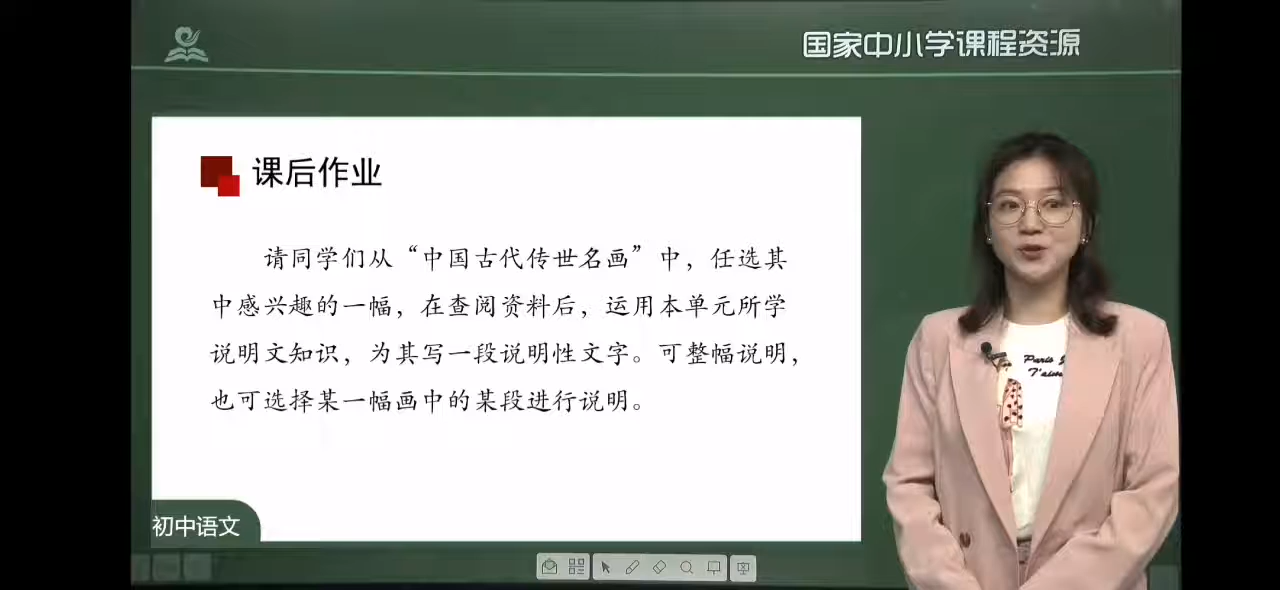 国家中小学课程资源
课后作业
请同学们从“中国古代传世名画”中，任选其
中感兴趣的一幅，在查阅资料后，运用本单元所学
说明文知识，为其写一段说明性文字。可整幅说明，
也可选择某一幅画中的某段进行说明。
Paris
初中语文